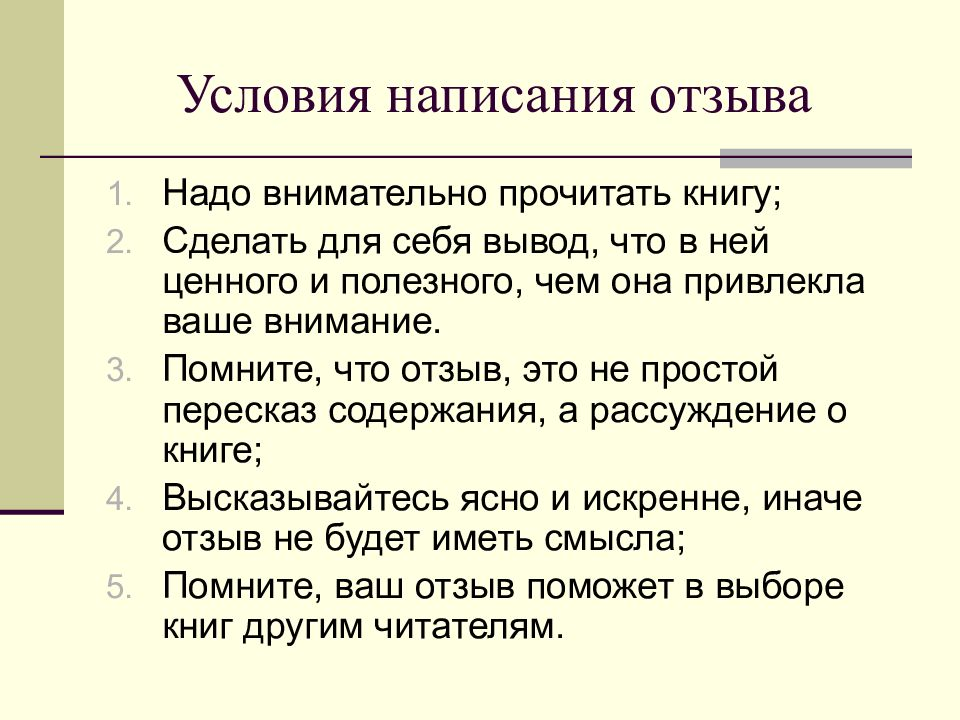 Условия написания отзыва
1. Надо внимательно прочитать книгу;
2. Сделать для себя вывод, что в ней
ценного и полезного, чем она привлекла
ваше внимание.
3. Помните, что отзыв, это не простой
пересказ содержания, а рассуждение о
книге;
4. Высказывайтесь ясно и искренне, иначе
отзыв не будет иметь смысла;
5. Помните, ваш отзыв поможет в выборе
книг другим читателям.